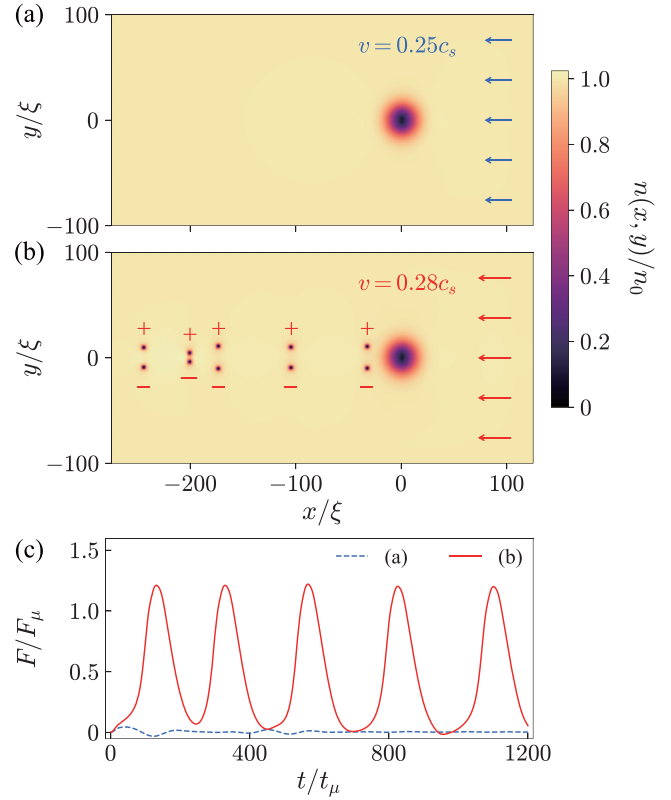 (a)
100
0
−100
y/ξ
v = 0.25c_s
(b)
100
0
−100
y/ξ
v = 0.28c_s
+ + + + +
− − − − −
−200 −100 0 100
x/ξ
1.0
0.8
0.6
0.4
0.2
0
n(x, y)/n₀
(c)
1.5
1.0
0.5
0
F/F_μ
(a) (b)
0 400 800 1200
t/t_μ